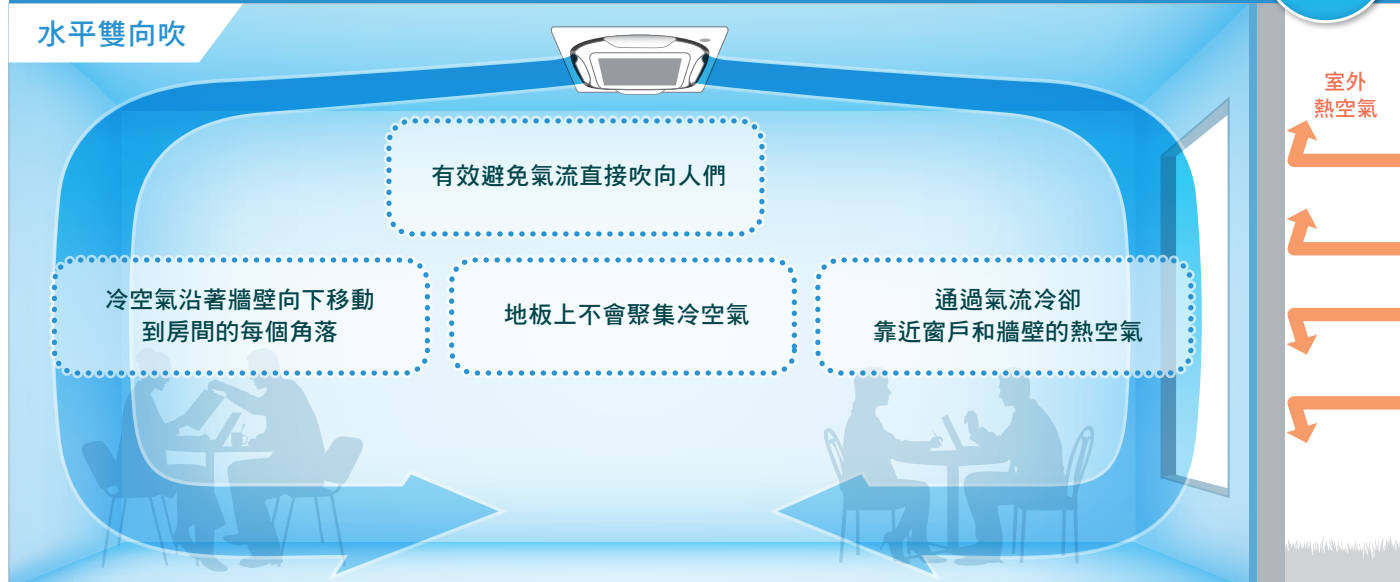 水平雙向吹
室外
熱空氣
有效避免氣流直接吹向人們
冷空氣沿著牆壁向下移動
到房間的每個角落
地板上不會聚集冷空氣
通過氣流冷卻
靠近窗戶和牆壁的熱空氣